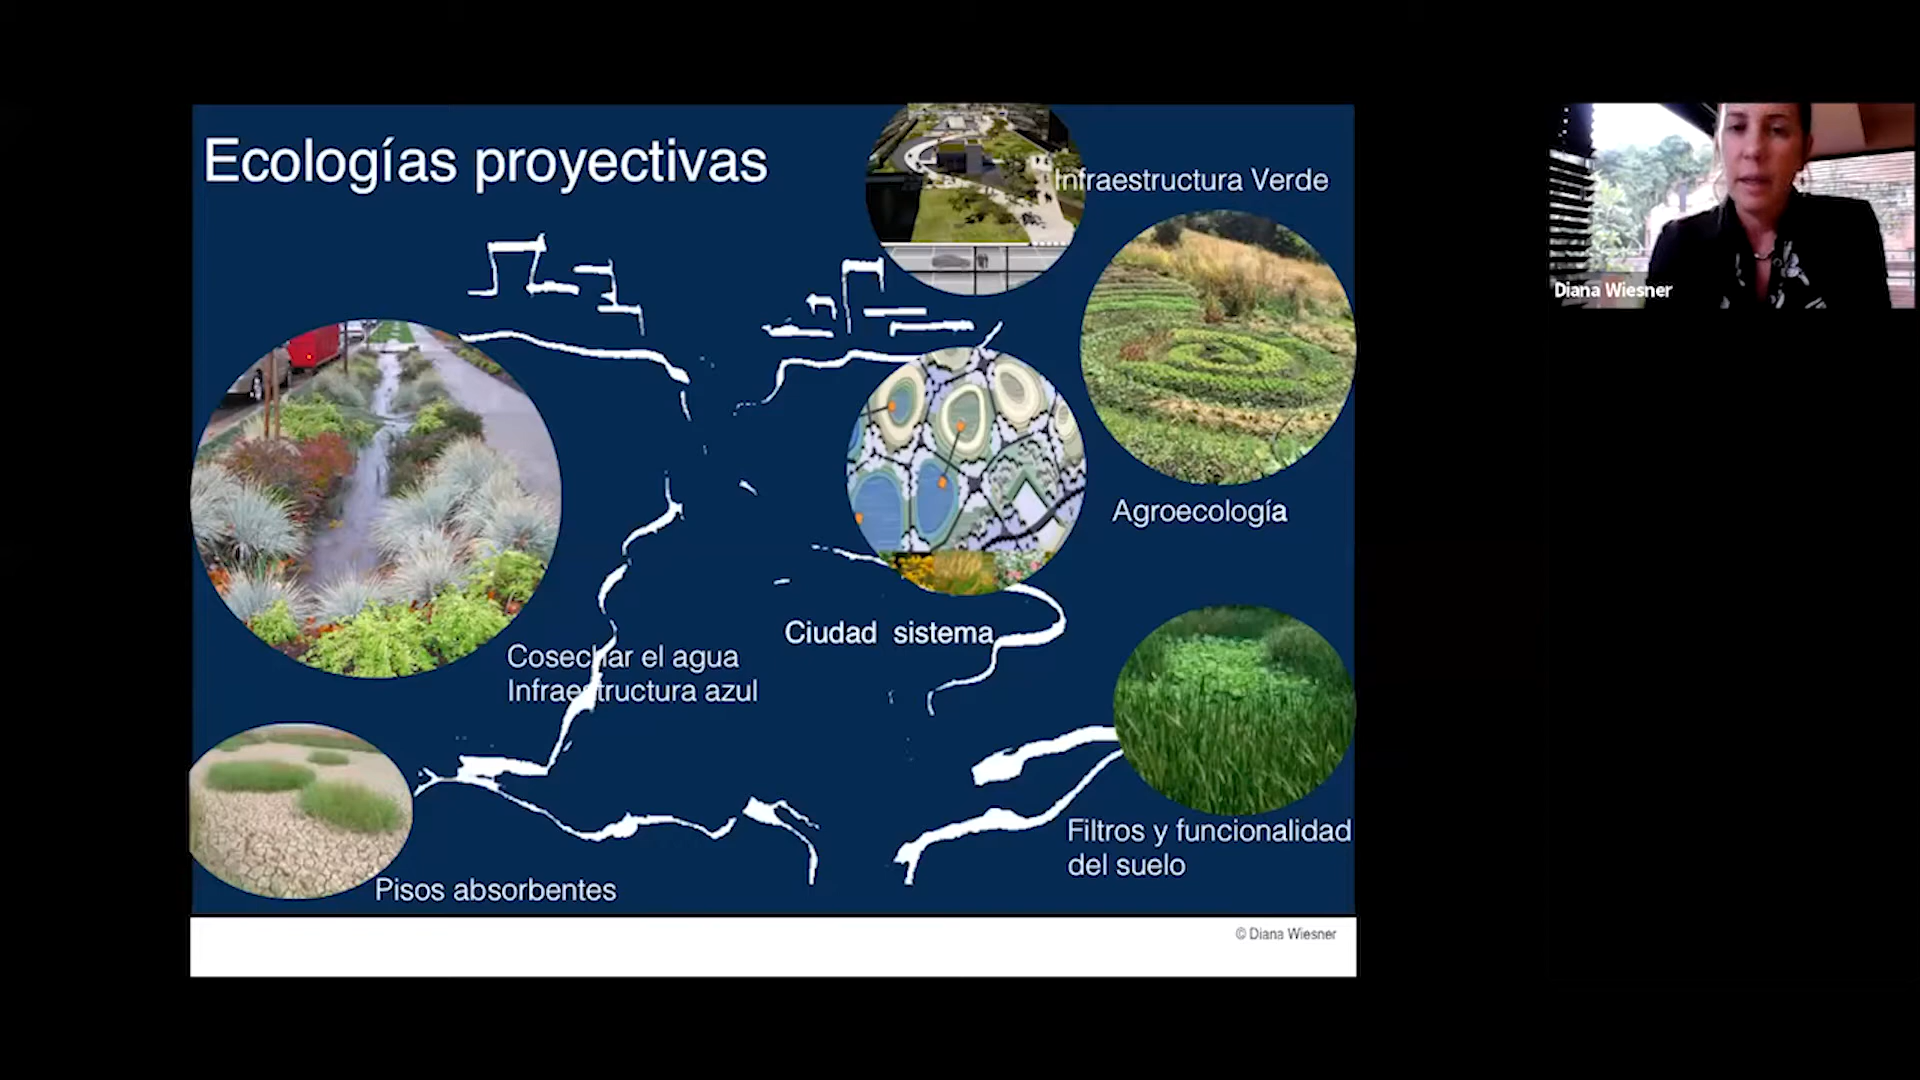 Ecologías proyectivas
Infraestructura Verde
Agroecología
Ciudad sistema
Cosechar el agua
Infraestructura azul
Filtros y funcionalidad
del suelo
Pisos absorbentes
© Diana Wiesner
Diana Wiesner